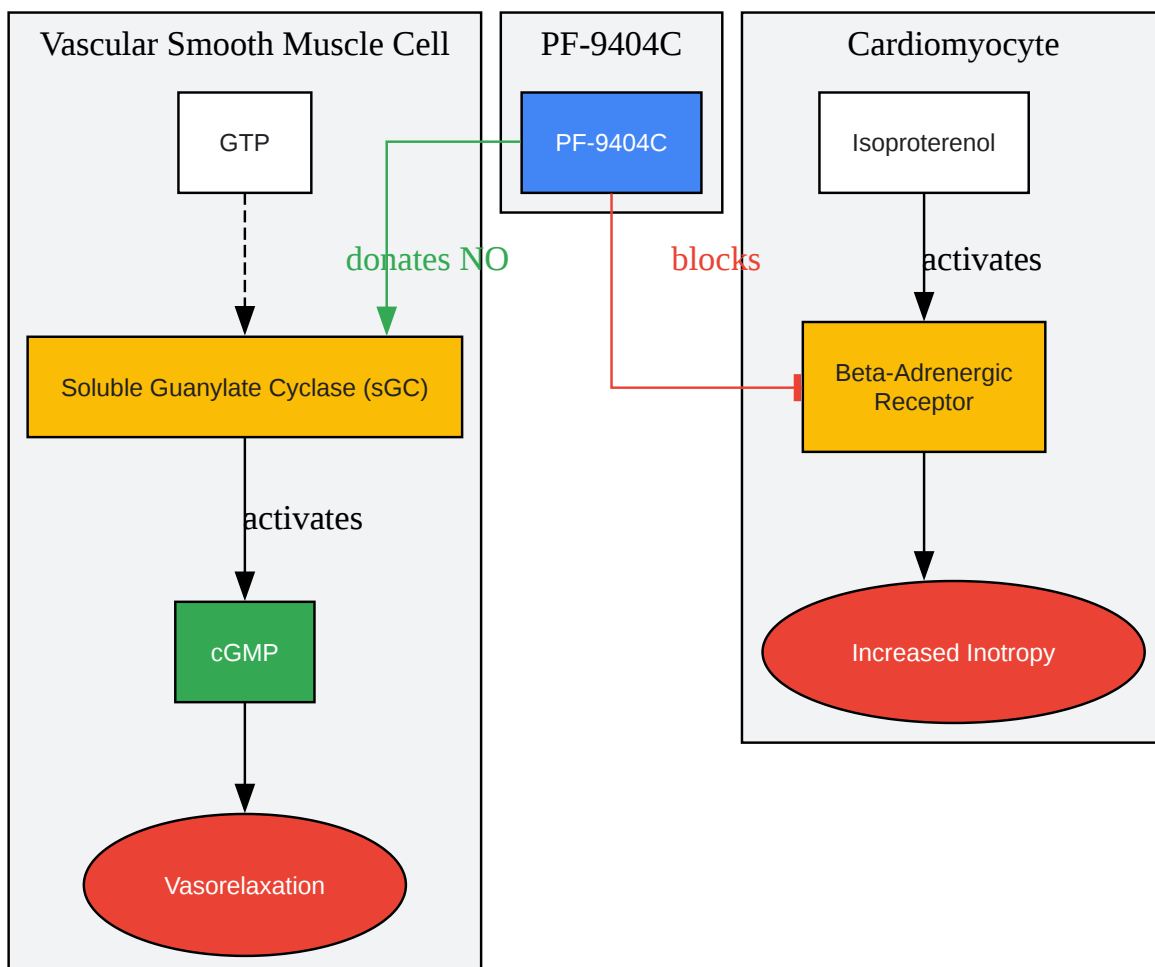 Vascular Smooth Muscle Cell
PF-9404C
Cardiomyocyte
GTP
PF-9404C
Isoproterenol
donates NO
blocks
activates
Soluble Guanylate Cyclase (sGC)
Beta-Adrenergic
Receptor
activates
cGMP
Increased Inotropy
Vasorelaxation